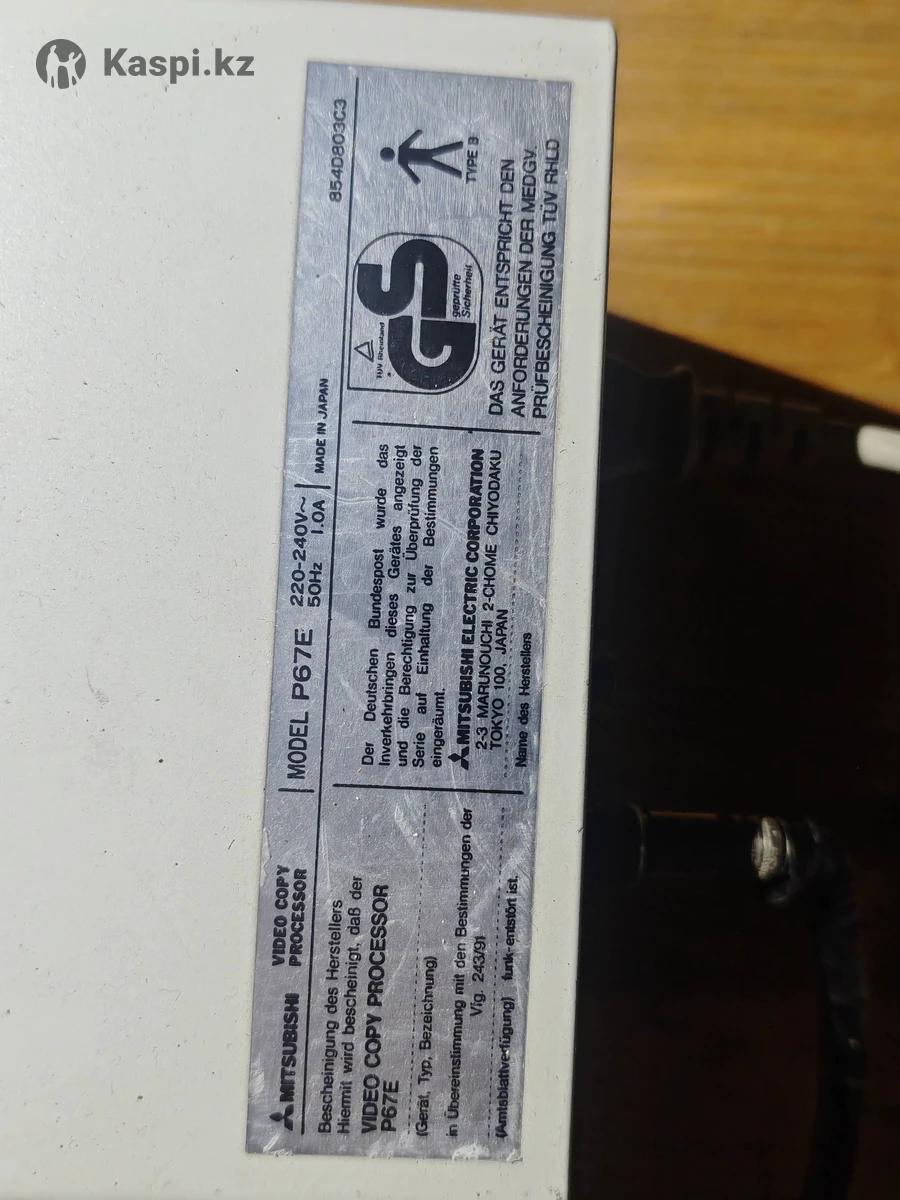 Kaspi.kz
MITSUBISHI
VIDEO COPY
PROCESSOR
MODEL P67E
220-240V~
50Hz 1.0A
MADE IN JAPAN
854D803C3
Bescheinigung des Herstellers
Hiermit wird bescheinigt, daß der
VIDEO COPY PROCESSOR
P67E
(Gerät, Typ, Bezeichnung)
in Übereinstimmung mit den Bestimmungen der
Vfg. 243/91
(Amtsblattverfügung) funk-entstört ist.
Der Deutschen Bundespost wurde das
Inverkehrbringen dieses Gerätes angezeigt
und die Berechtigung zur Überprüfung der
Serie auf Einhaltung der Bestimmungen
eingeräumt.
MITSUBISHI ELECTRIC CORPORATION
2-3 MARUNOUCHI 2-CHOME CHIYODAKU
TOKYO 100, JAPAN
Name des Herstellers
TÜV Rheinland
GS
geprüfte
Sicherheit
TYPE B
DAS GERÄT ENTSPRICHT DEN
ANFORDERUNGEN DER MEDGV.
PRÜFBESCHEINIGUNG TÜV RHLD